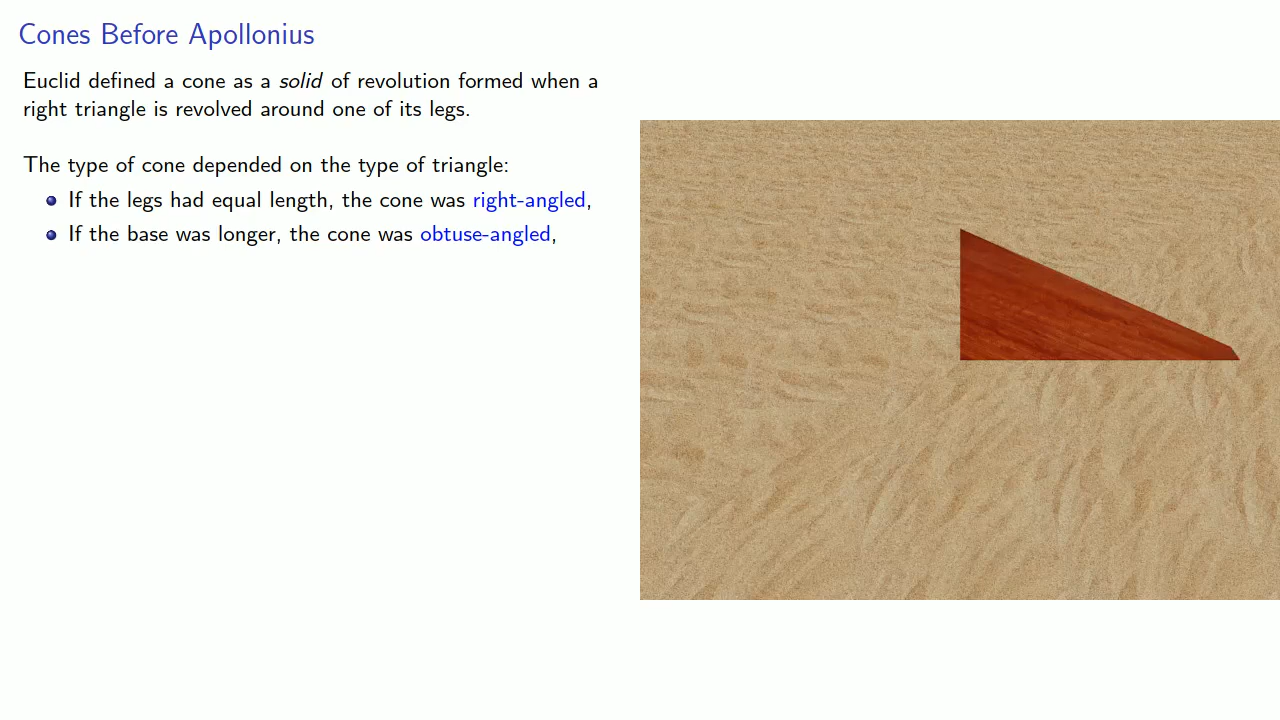 Cones Before Apollonius
Euclid defined a cone as a solid of revolution formed when a
right triangle is revolved around one of its legs.
The type of cone depended on the type of triangle:
If the legs had equal length, the cone was right-angled,
If the base was longer, the cone was obtuse-angled,